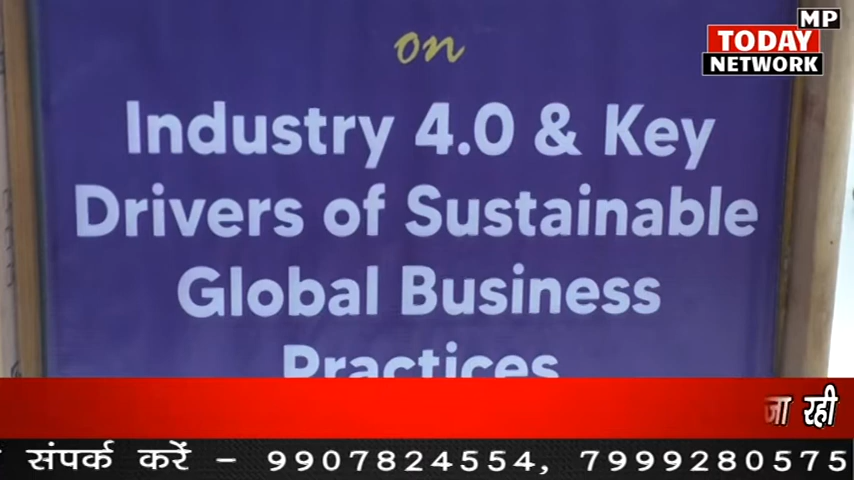 MP
TODAY
NETWORK
on
Industry 4.0 & Key
Drivers of Sustainable
Global Business
Practices
जा रही
संपर्क करें - 9907824554, 7999280575